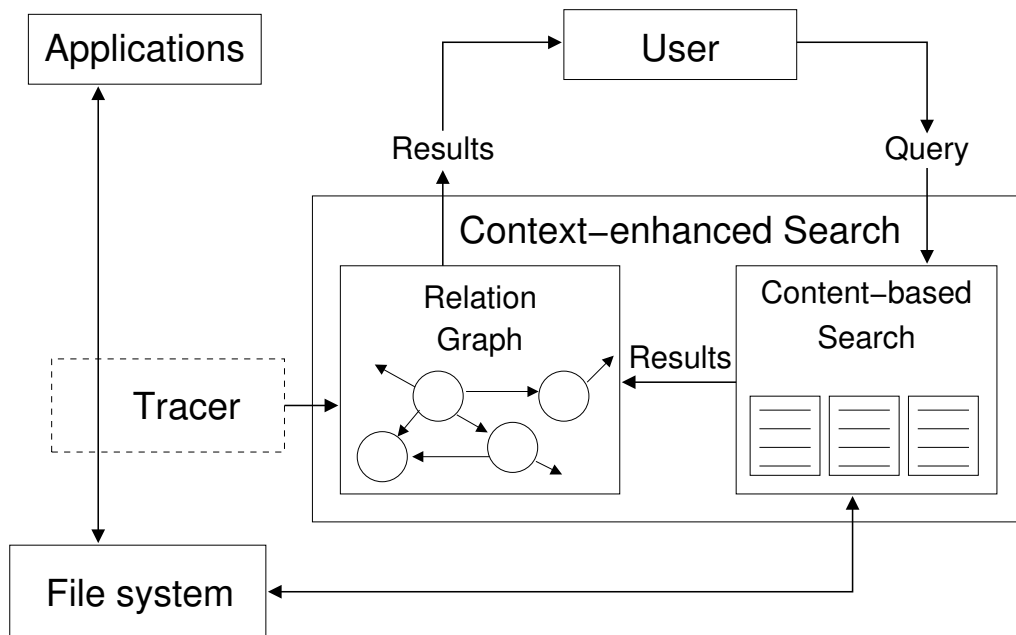 Applications
User
Results
Query
Context−enhanced Search
Relation
Graph
Content−based
Search
Results
Tracer
File system